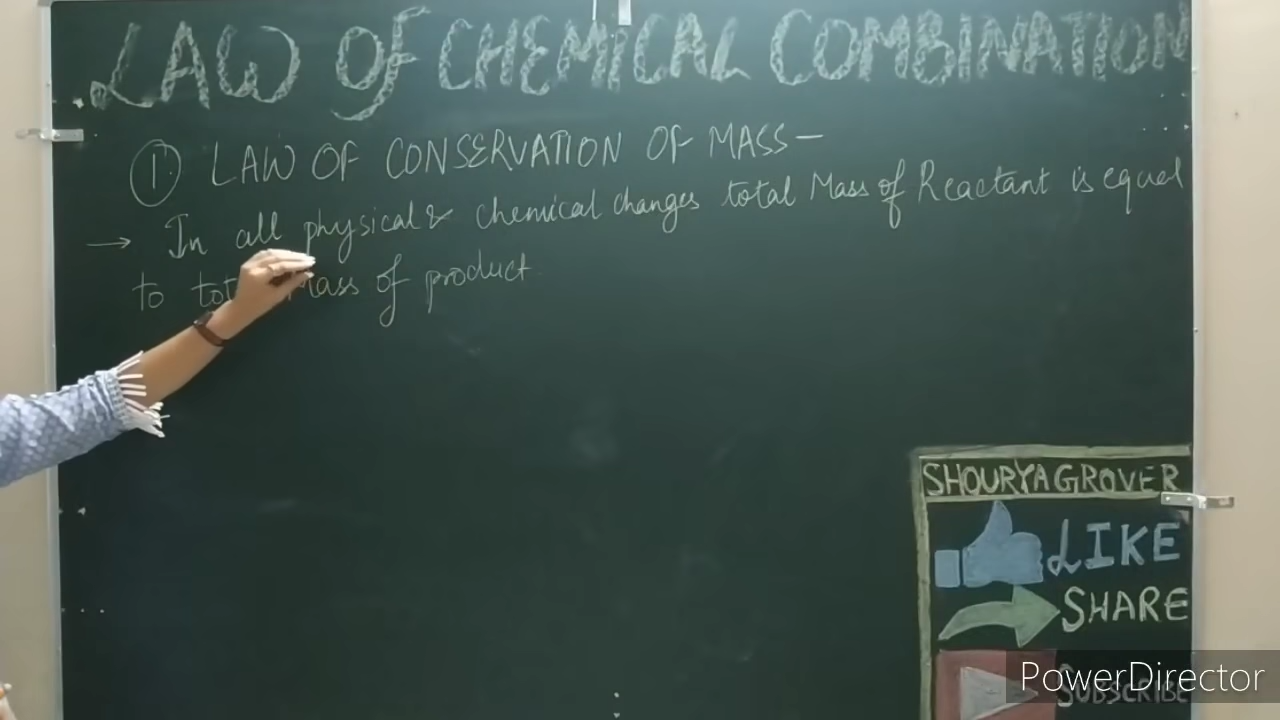 LAW OF CHEMICAL COMBINATION
1. LAW OF CONSERVATION OF MASS –
→ In all physical & chemical changes total Mass of Reactant is equal
to Mass of product
SHOURYA GROVER
LIKE
SHARE
SUBSCRIBE
PowerDirector